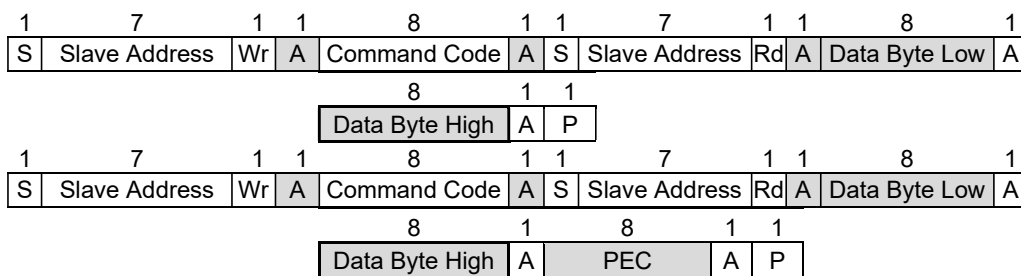 1 7 1 1 8 1 1 7 1 1 8 1
S Slave Address Wr A Command Code A S Slave Address Rd A Data Byte Low A
8 1 1
Data Byte High A P
1 7 1 1 8 1 1 7 1 1 8 1
S Slave Address Wr A Command Code A S Slave Address Rd A Data Byte Low A
8 1 8 1 1
Data Byte High A PEC A P